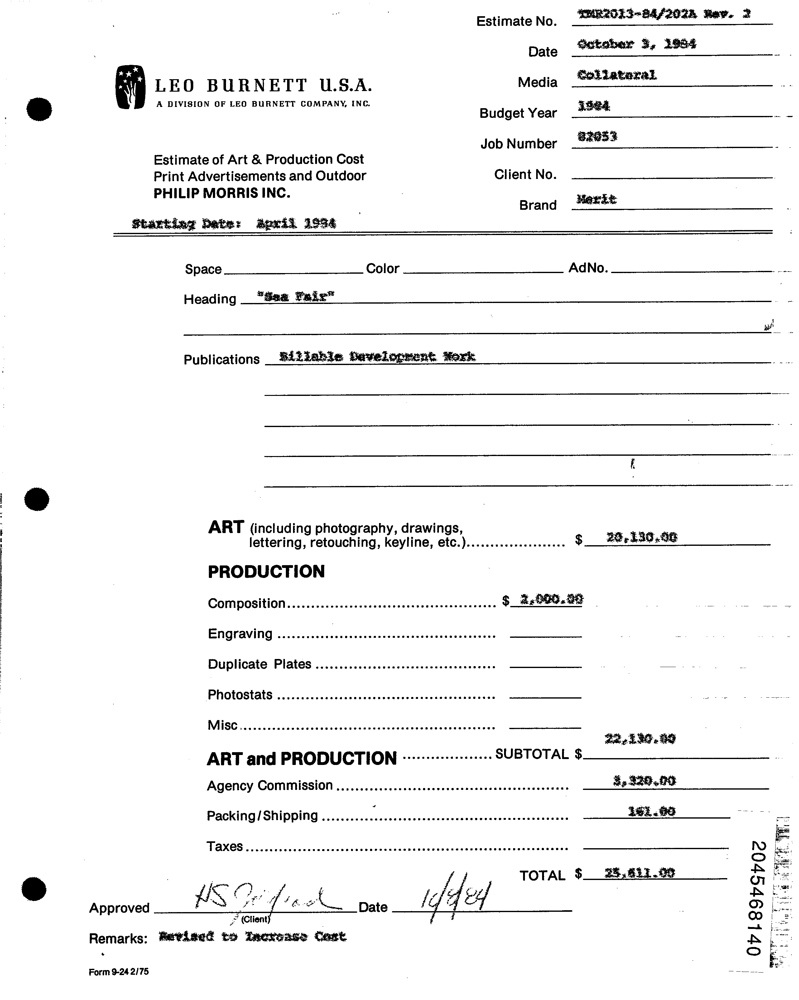 Estimate No. TMR2013-84/202A Rev. 2
Date October 3, 1984
Media Collateral
Budget Year 1984
Job Number 82053
Client No.
Brand Merit
LEO BURNETT U.S.A.
A DIVISION OF LEO BURNETT COMPANY, INC.
Estimate of Art & Production Cost
Print Advertisements and Outdoor
PHILIP MORRIS INC.
Starting Date: April 1984
Space Color AdNo.
Heading "Sea Fair"
Publications Billable Development Work
ART (including photography, drawings,
lettering, retouching, keyline, etc.)..................... $ 20,130.00
PRODUCTION
Composition............................................. $ 2,000.00
Engraving ...............................................
Duplicate Plates .......................................
Photostats ...............................................
Misc.......................................................
ART and PRODUCTION ................... SUBTOTAL $ 22,130.00
Agency Commission ................................................. 3,320.00
Packing/Shipping ..................................................... 161.00
Taxes ......................................................................
TOTAL $ 25,611.00
Approved HS
(Client)
Date 10/8/84
Remarks: Revised to Increase Cost
Form 9-24 2/75
2045468140